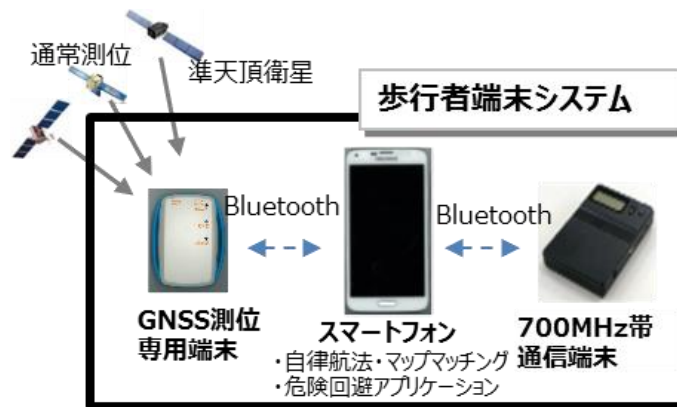 通常測位
準天頂衛星
歩行者端末システム
Bluetooth
Bluetooth
GNSS測位
専用端末
スマートフォン
・自律航法・マップマッチング
・危険回避アプリケーション
700MHz帯
通信端末